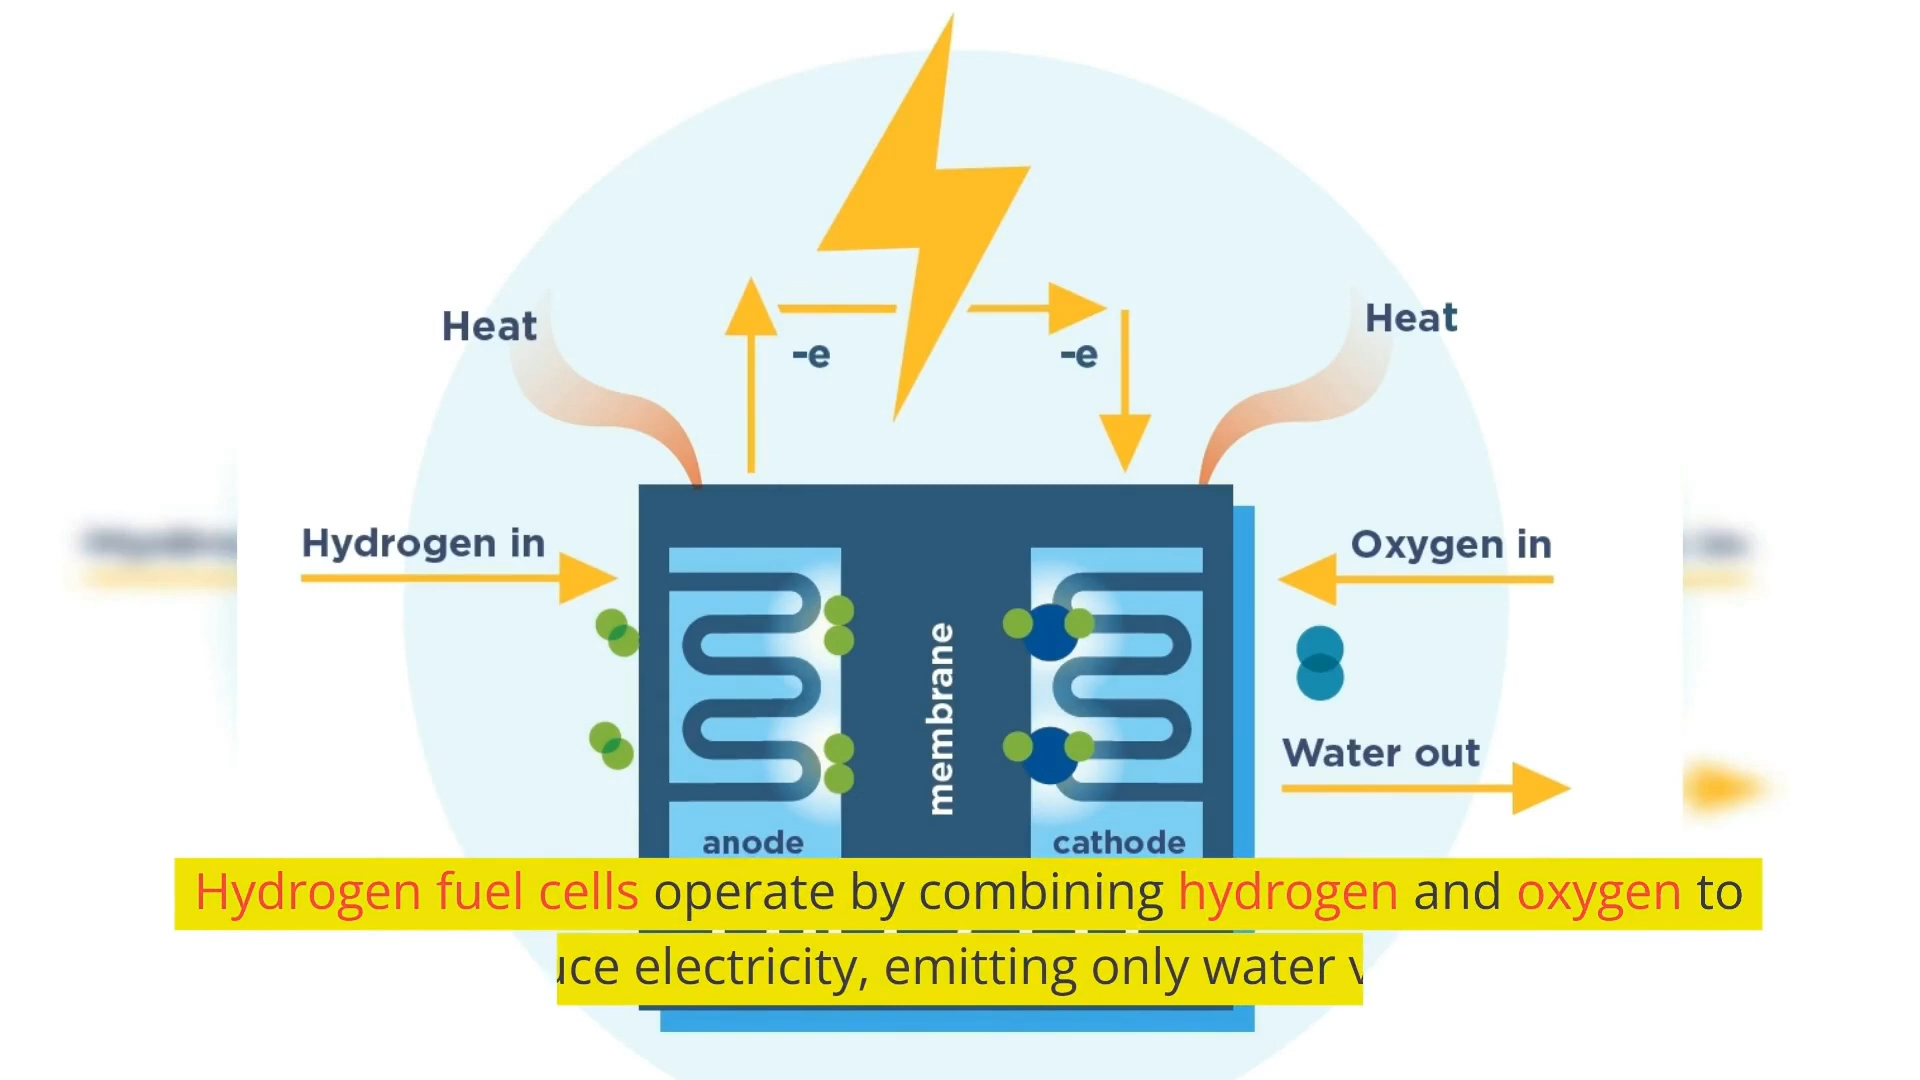 Heat
Heat
-e
-e
Hydrogen in
Oxygen in
membrane
Water out
anode
cathode
Hydrogen fuel cells operate by combining hydrogen and oxygen to
electricity, emitting only water